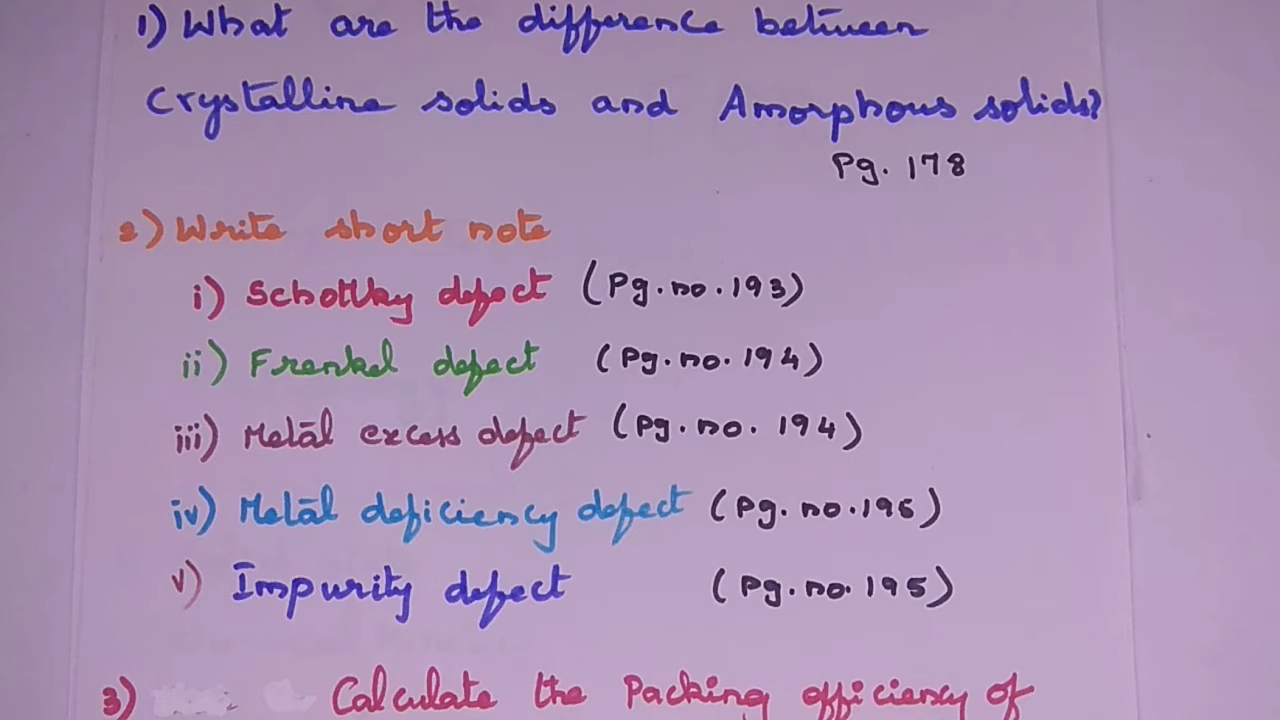 1) What are the difference between
Crystalline solids and Amorphous solids?
Pg. 178
2) Write short note
i) Schottky defect (Pg.no.193)
ii) Frenkel defect (Pg.no.194)
iii) Metal excess defect (Pg.no. 194)
iv) Metal deficiency defect (Pg. no.195)
v) Impurity defect (Pg.no.195)
3) Calculate the Packing efficiency of